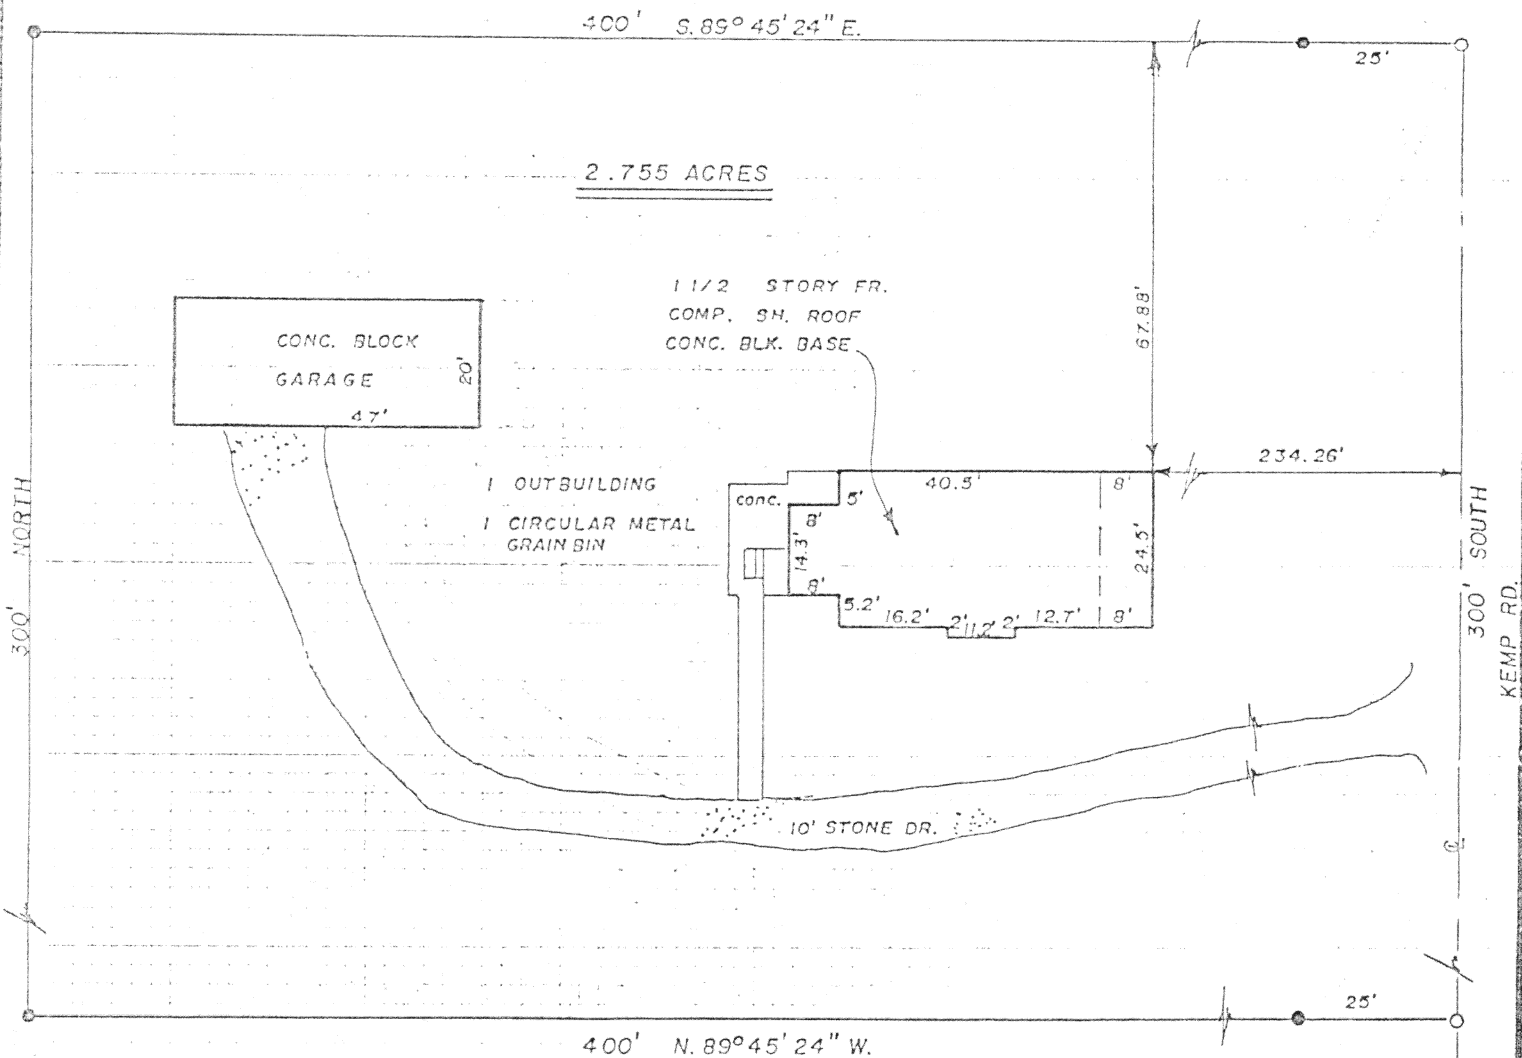 400' S. 89° 45' 24" E.
25'
2.755 ACRES
1 1/2 STORY FR.
COMP. SH. ROOF
CONC. BLK. BASE
67.88'
CONC. BLOCK
GARAGE
20'
47'
234.26'
1 OUTBUILDING
1 CIRCULAR METAL
GRAIN BIN
CONC.
5'
40.5'
8'
8'
14.3'
8'
24.5'
5.2'
16.2'
2'
11.2'
2'
12.7'
8'
300' NORTH
300' SOUTH
KEMP RD.
10' STONE DR.
25'
400' N. 89° 45' 24" W.